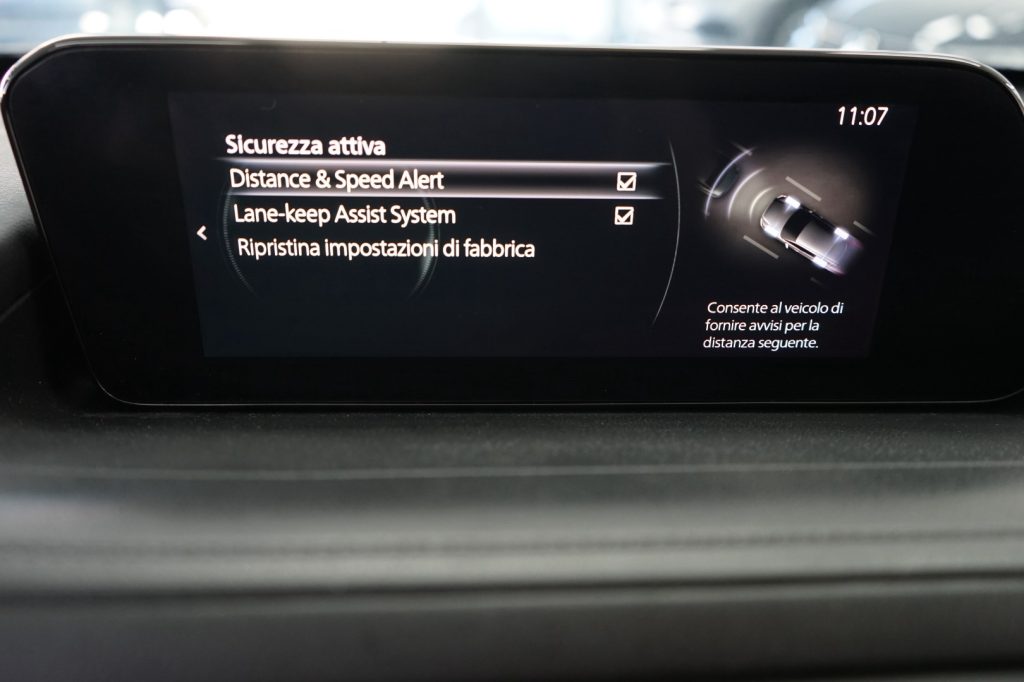 11:07
Sicurezza attiva
Distance & Speed Alert
Lane-keep Assist System
Ripristina impostazioni di fabbrica
Consente al veicolo di
fornire avvisi per la
distanza seguente.